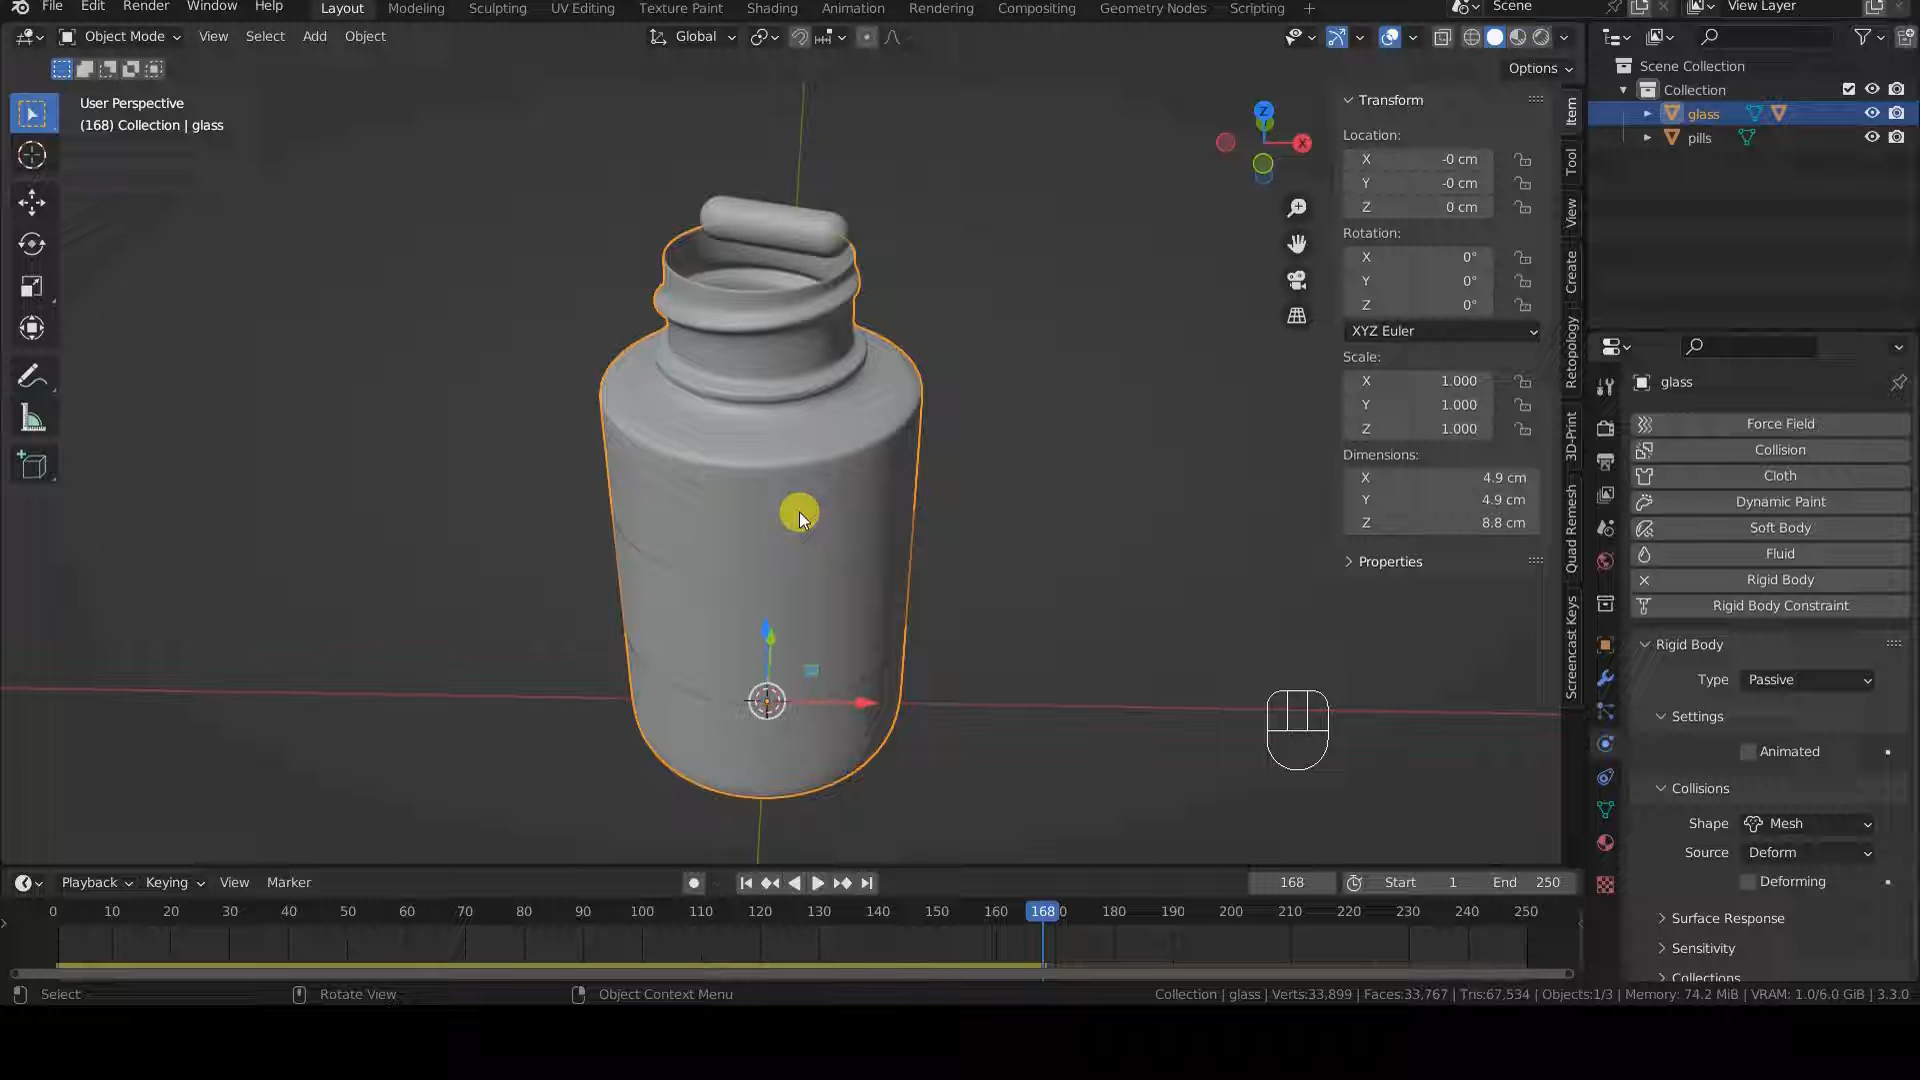 File Edit Render Window Help Layout Modeling Sculpting UV Editing Texture Paint Shading Animation Rendering Compositing Geometry Nodes Scripting + Scene View Layer
Object Mode View Select Add Object Global
Options
User Perspective
(168) Collection | glass
Transform
Location:
X -0 cm
Y -0 cm
Z 0 cm
Rotation:
X 0°
Y 0°
Z 0°
XYZ Euler
Scale:
X 1.000
Y 1.000
Z 1.000
Dimensions:
X 4.9 cm
Y 4.9 cm
Z 8.8 cm
Properties
Z
X
Item
Tool
View
Create
Retopology
3D-Print
Quad Remesh
Screencast Keys
Scene Collection
Collection
glass
pills
glass
Force Field
Collision
Cloth
Dynamic Paint
Soft Body
Fluid
Rigid Body
Rigid Body Constraint
Rigid Body
Type Passive
Settings
Animated
Collisions
Shape Mesh
Source Deform
Deforming
Surface Response
Sensitivity
Collections
Playback Keying View Marker 168 Start 1 End 250
0 10 20 30 40 50 60 70 80 90 100 110 120 130 140 150 160 168 0 180 190 200 210 220 230 240 250
Select Rotate View Object Context Menu Collection | glass | Verts:33,899 | Faces:33,767 | Tris:67,534 | Objects:1/3 | Memory: 74.2 MiB | VRAM: 1.0/6.0 GiB | 3.3.0